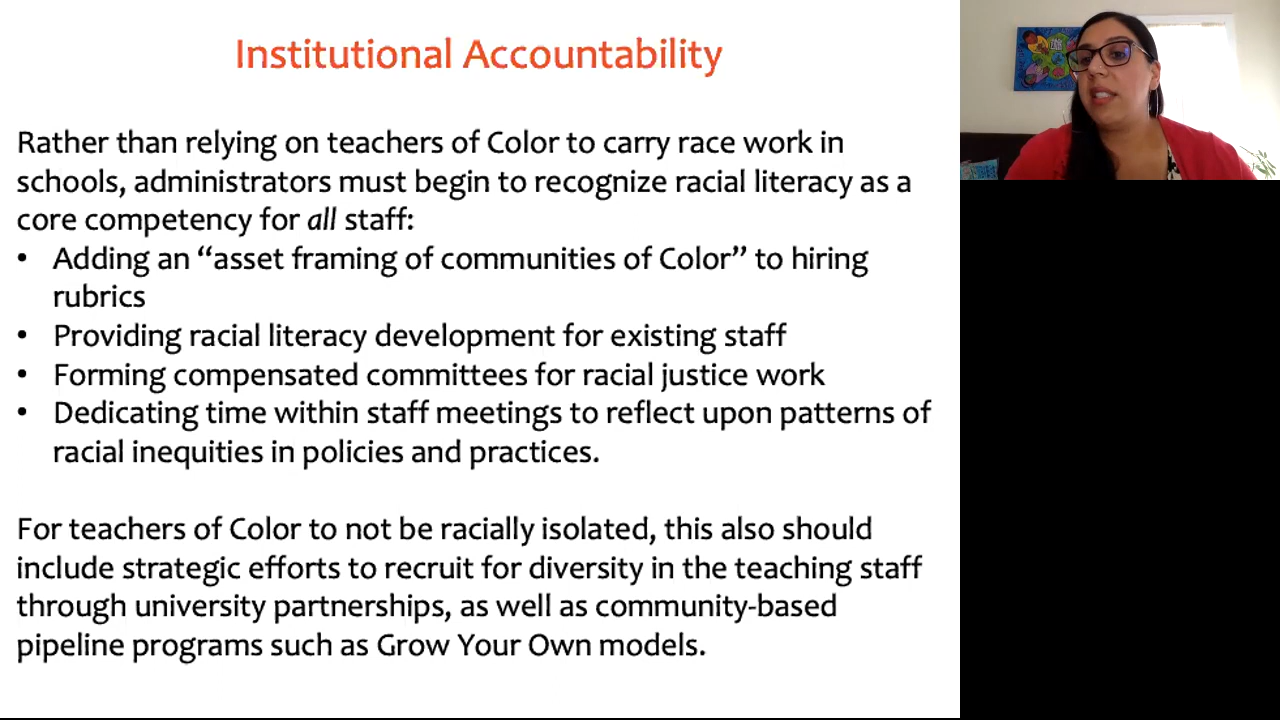 Institutional Accountability
Rather than relying on teachers of Color to carry race work in
schools, administrators must begin to recognize racial literacy as a
core competency for all staff:
• Adding an “asset framing of communities of Color” to hiring
rubrics
• Providing racial literacy development for existing staff
• Forming compensated committees for racial justice work
• Dedicating time within staff meetings to reflect upon patterns of
racial inequities in policies and practices.
For teachers of Color to not be racially isolated, this also should
include strategic efforts to recruit for diversity in the teaching staff
through university partnerships, as well as community-based
pipeline programs such as Grow Your Own models.